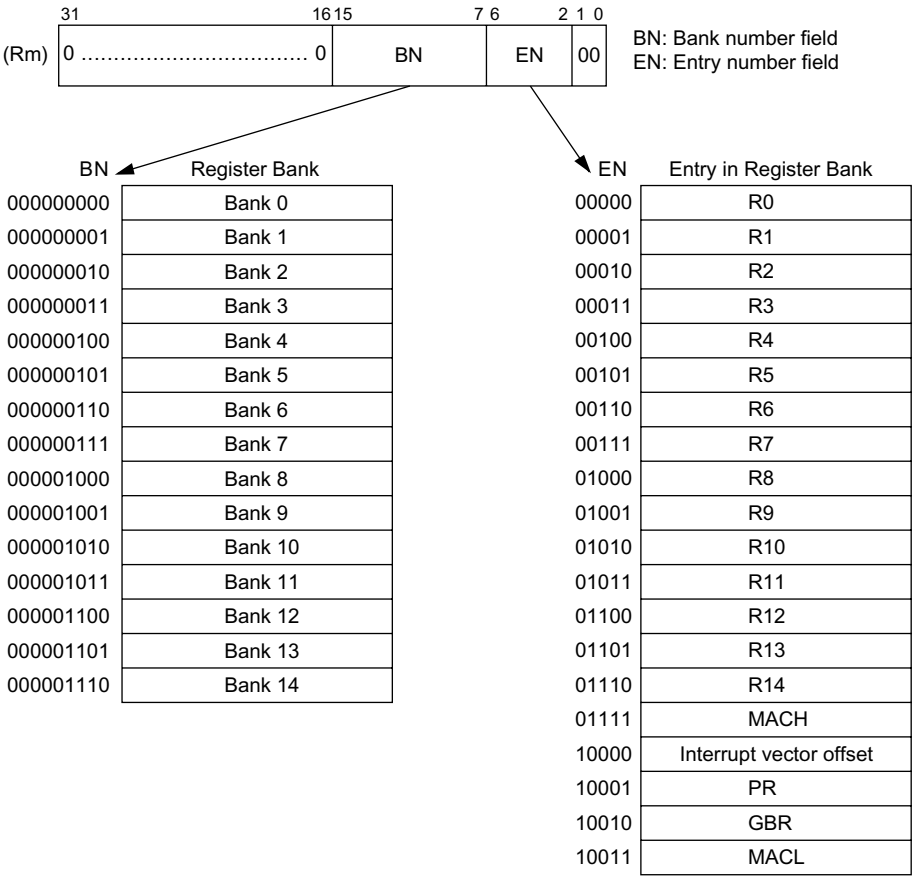 31 16 15 7 6 2 1 0
(Rm) 0 .................................. 0 BN EN 00
BN: Bank number field
EN: Entry number field
BN Register Bank
000000000 Bank 0
000000001 Bank 1
000000010 Bank 2
000000011 Bank 3
000000100 Bank 4
000000101 Bank 5
000000110 Bank 6
000000111 Bank 7
000001000 Bank 8
000001001 Bank 9
000001010 Bank 10
000001011 Bank 11
000001100 Bank 12
000001101 Bank 13
000001110 Bank 14
EN Entry in Register Bank
00000 R0
00001 R1
00010 R2
00011 R3
00100 R4
00101 R5
00110 R6
00111 R7
01000 R8
01001 R9
01010 R10
01011 R11
01100 R12
01101 R13
01110 R14
01111 MACH
10000 Interrupt vector offset
10001 PR
10010 GBR
10011 MACL